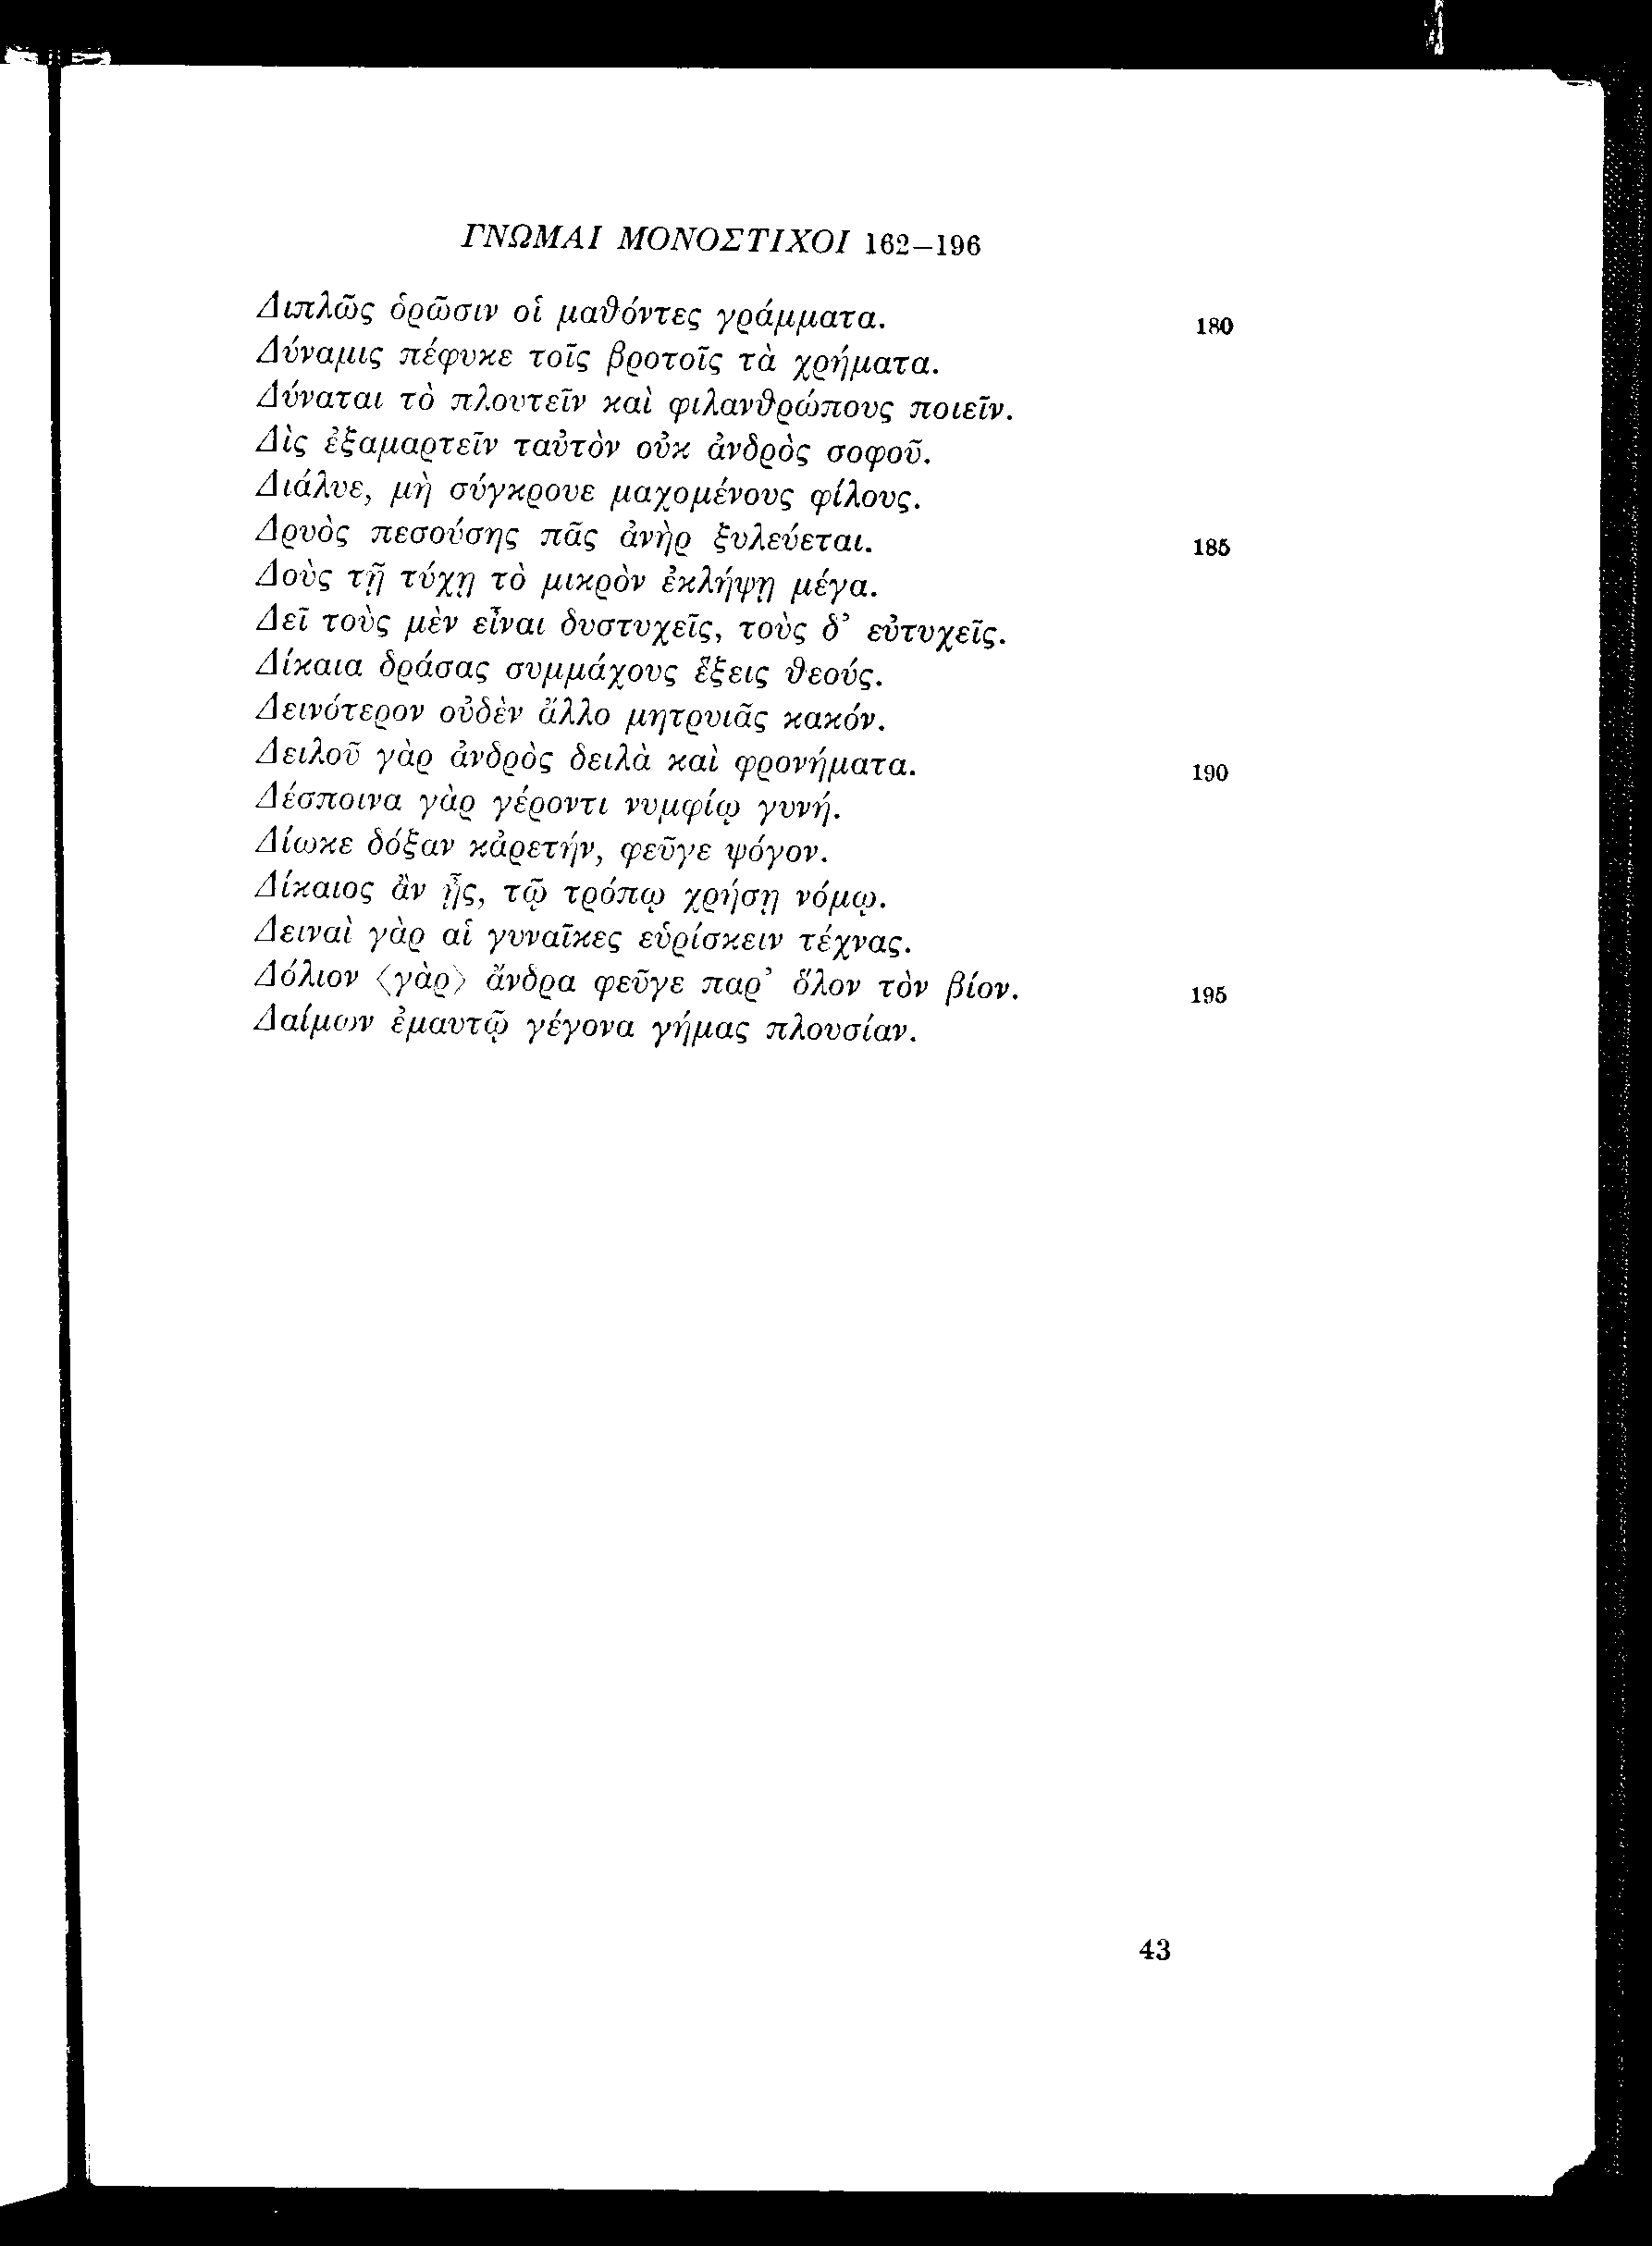 ΓΝΩΜΑΙ ΜΟΝΟΣΤΙΧΟΙ 162–196
Διπλῶς ὁρῶσιν οἱ μαθόντες γράμματα. 180
Δύναμις πέφυκε τοῖς βροτοῖς τὰ χρήματα.
Δύναται τὸ πλουτεῖν καὶ φιλανθρώπους ποιεῖν.
Δὶς ἐξαμαρτεῖν ταὐτὸν οὐκ ἀνδρὸς σοφοῦ.
Διάλυε, μὴ σύγκρουε μαχομένους φίλους.
Δρυὸς πεσούσης πᾶς ἀνὴρ ξυλεύεται. 185
Δοὺς τῇ τύχῃ τὸ μικρὸν ἐκλήψῃ μέγα.
Δεῖ τοὺς μὲν εἶναι δυστυχεῖς, τοὺς δ’ εὐτυχεῖς.
Δίκαια δράσας συμμάχους ἕξεις θεούς.
Δεινότερον οὐδὲν ἄλλο μητρυιᾶς κακόν.
Δειλοῦ γὰρ ἀνδρὸς δειλὰ καὶ φρονήματα. 190
Δέσποινα γὰρ γέροντι νυμφίῳ γυνή.
Δίωκε δόξαν κἀρετήν, φεῦγε ψόγον.
Δίκαιος ἂν ᾖς, τῷ τρόπῳ χρήσῃ νόμῳ.
Δειναὶ γὰρ αἱ γυναῖκες εὑρίσκειν τέχνας.
Δόλιον ⟨γὰρ⟩ ἄνδρα φεῦγε παρ’ ὅλον τὸν βίον. 195
Δαίμων ἐμαυτῷ γέγονα γήμας πλουσίαν.
43